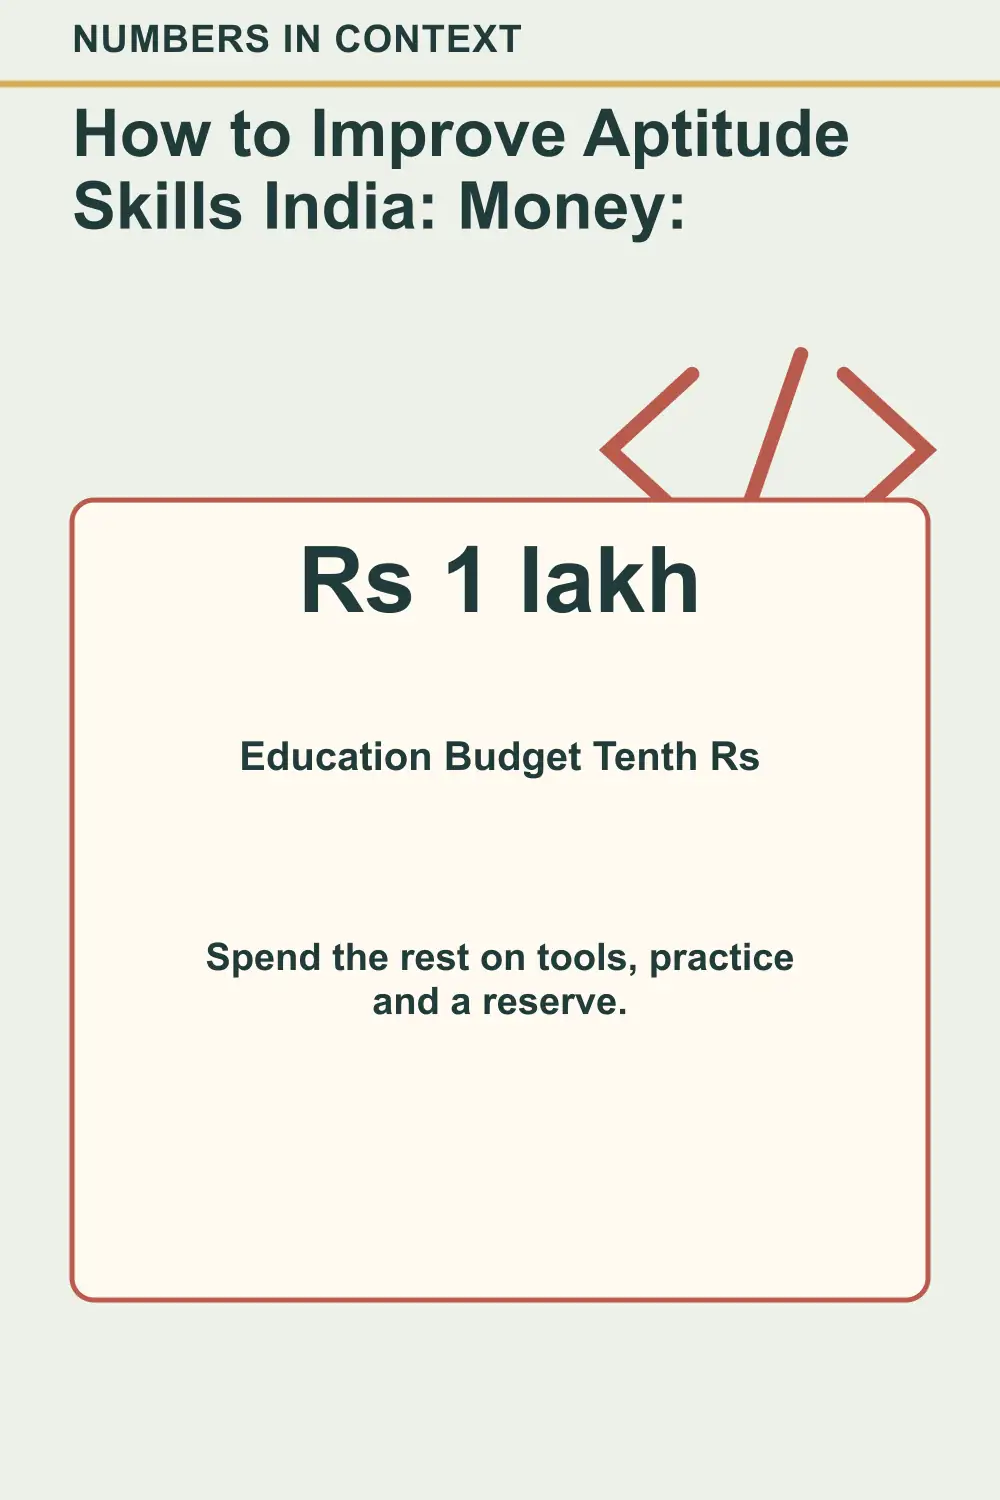 NUMBERS IN CONTEXT
How to Improve Aptitude
Skills India: Money:
Rs 1 lakh
Education Budget Tenth Rs
Spend the rest on tools, practice
and a reserve.